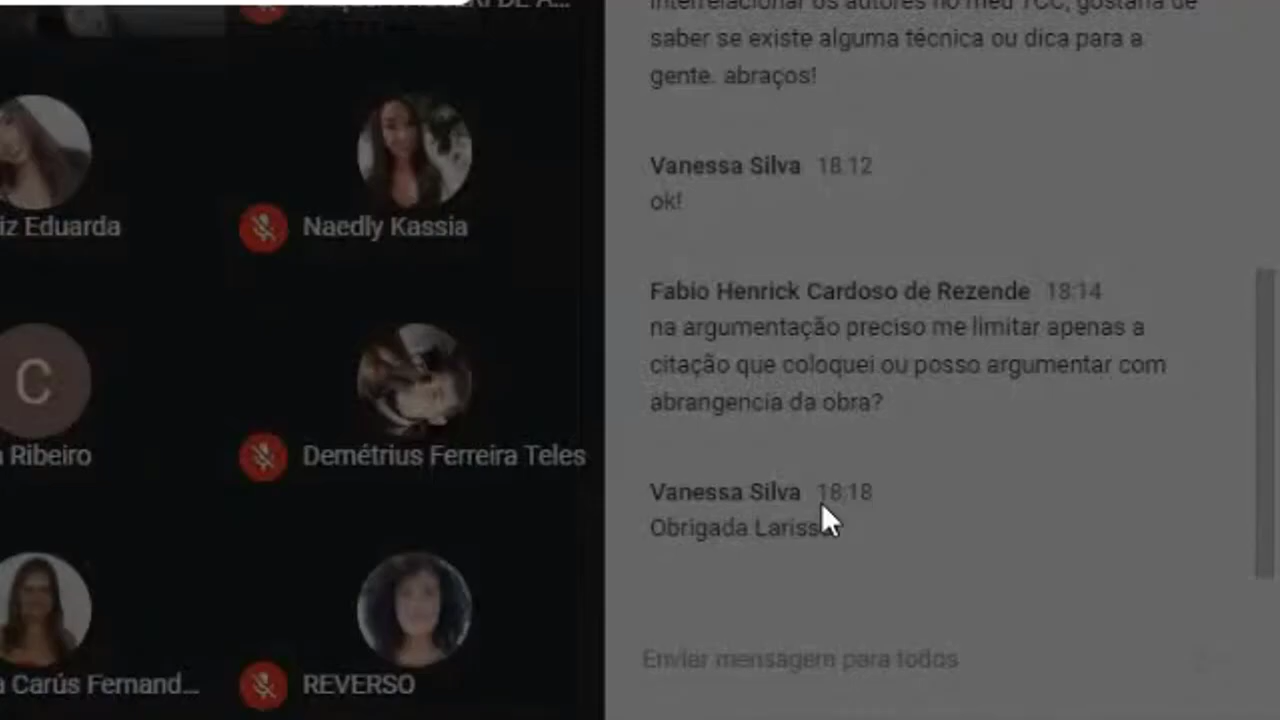 interrelacionar os autores no meu TCC, gostaria de
saber se existe alguma técnica ou dica para a
gente. abraços!
Vanessa Silva 18:12
ok!
iz Eduarda
Naedly Kassia
Fabio Henrick Cardoso de Rezende 18:14
na argumentação preciso me limitar apenas a
citação que coloquei ou posso argumentar com
abrangencia da obra?
C
Ribeiro
Demétrius Ferreira Teles
Vanessa Silva 18:18
Obrigada Lariss
Enviar mensagem para todos
a Carús Fernand...
REVERSO